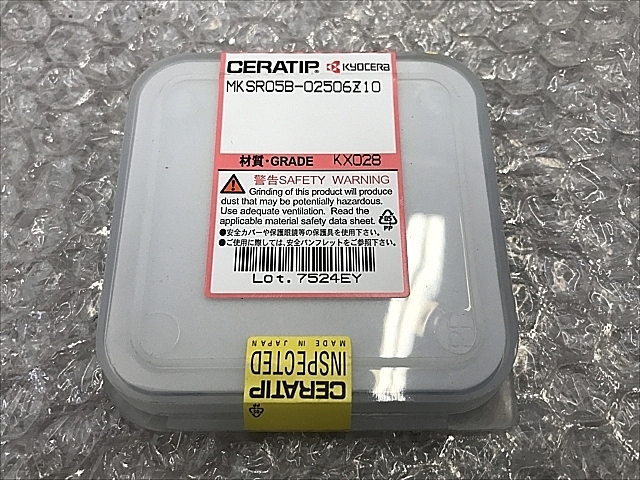 CERATIP® KYOCERA
MKSR05B-02506Z10
材質・GRADE KX028
警告SAFETY WARNING
Grinding of this product will produce
dust that may be potentially hazardous.
Use adequate ventilation. Read the
applicable material safety data sheet.
PP
●安全カバーや保護眼鏡等の保護具を使用下さい。
●ご使用に際しては、安全パンフレットをご参照下さい。
Lot. 7524EY
MADE IN JAPAN
INSPECTED
CERATIP